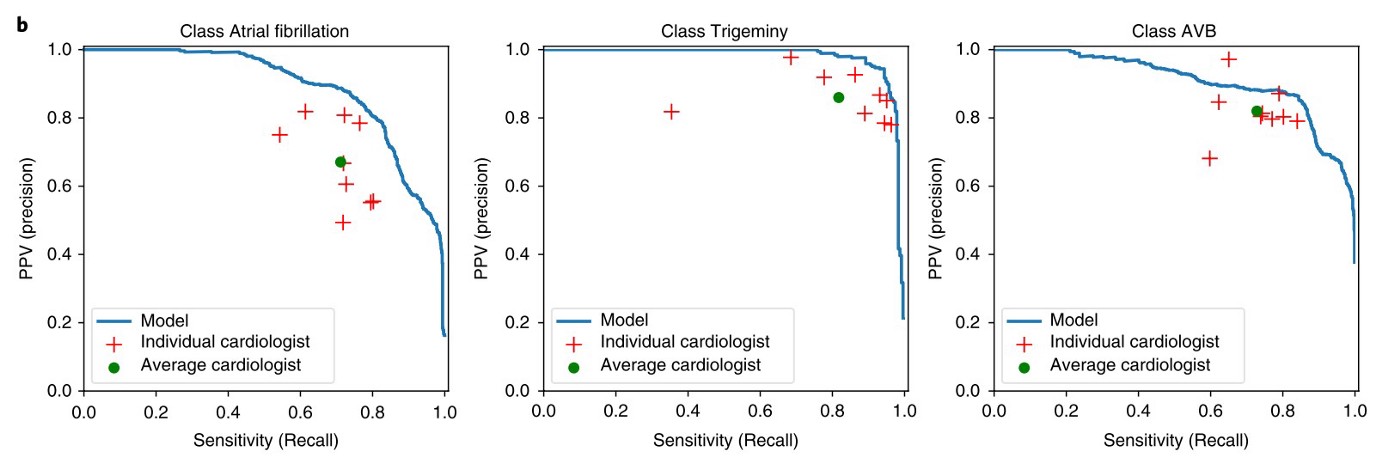 b
Class Atrial fibrillation
PPV (precision)
1.0
0.8
0.6
0.4
0.2
0.0
Model
Individual cardiologist
Average cardiologist
0.0 0.2 0.4 0.6 0.8 1.0
Sensitivity (Recall)
Class Trigeminy
PPV (precision)
1.0
0.8
0.6
0.4
0.2
0.0
Model
Individual cardiologist
Average cardiologist
0.0 0.2 0.4 0.6 0.8 1.0
Sensitivity (Recall)
Class AVB
PPV (precision)
1.0
0.8
0.6
0.4
0.2
0.0
Model
Individual cardiologist
Average cardiologist
0.0 0.2 0.4 0.6 0.8 1.0
Sensitivity (Recall)